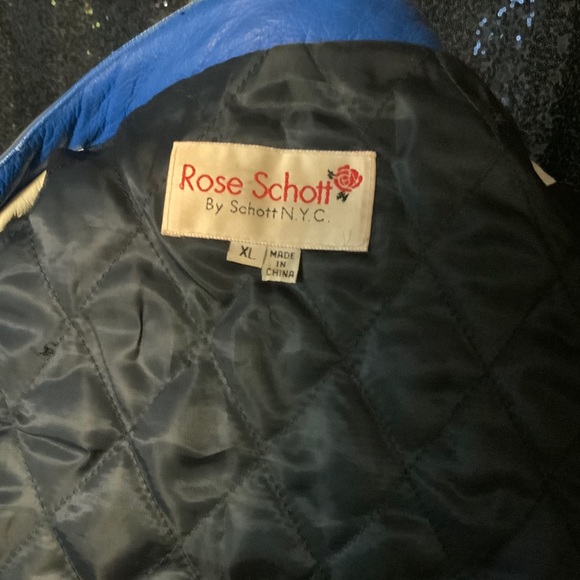 Rose Schott
By Schott N.Y.C.
XL
MADE
IN
CHINA